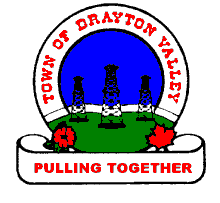 TOWN OF DRAYTON VALLEY
PULLING TOGETHER